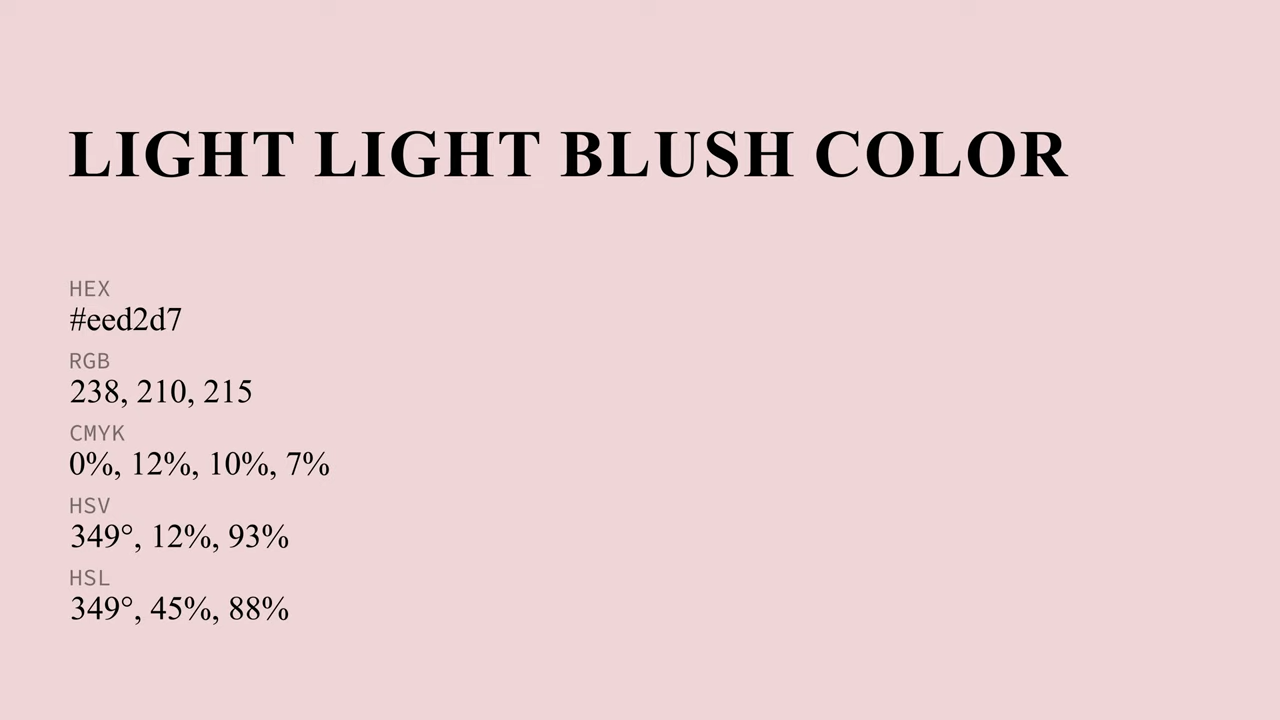 LIGHT LIGHT BLUSH COLOR
HEX
#eed2d7
RGB
238, 210, 215
CMYK
0%, 12%, 10%, 7%
HSV
349°, 12%, 93%
HSL
349°, 45%, 88%